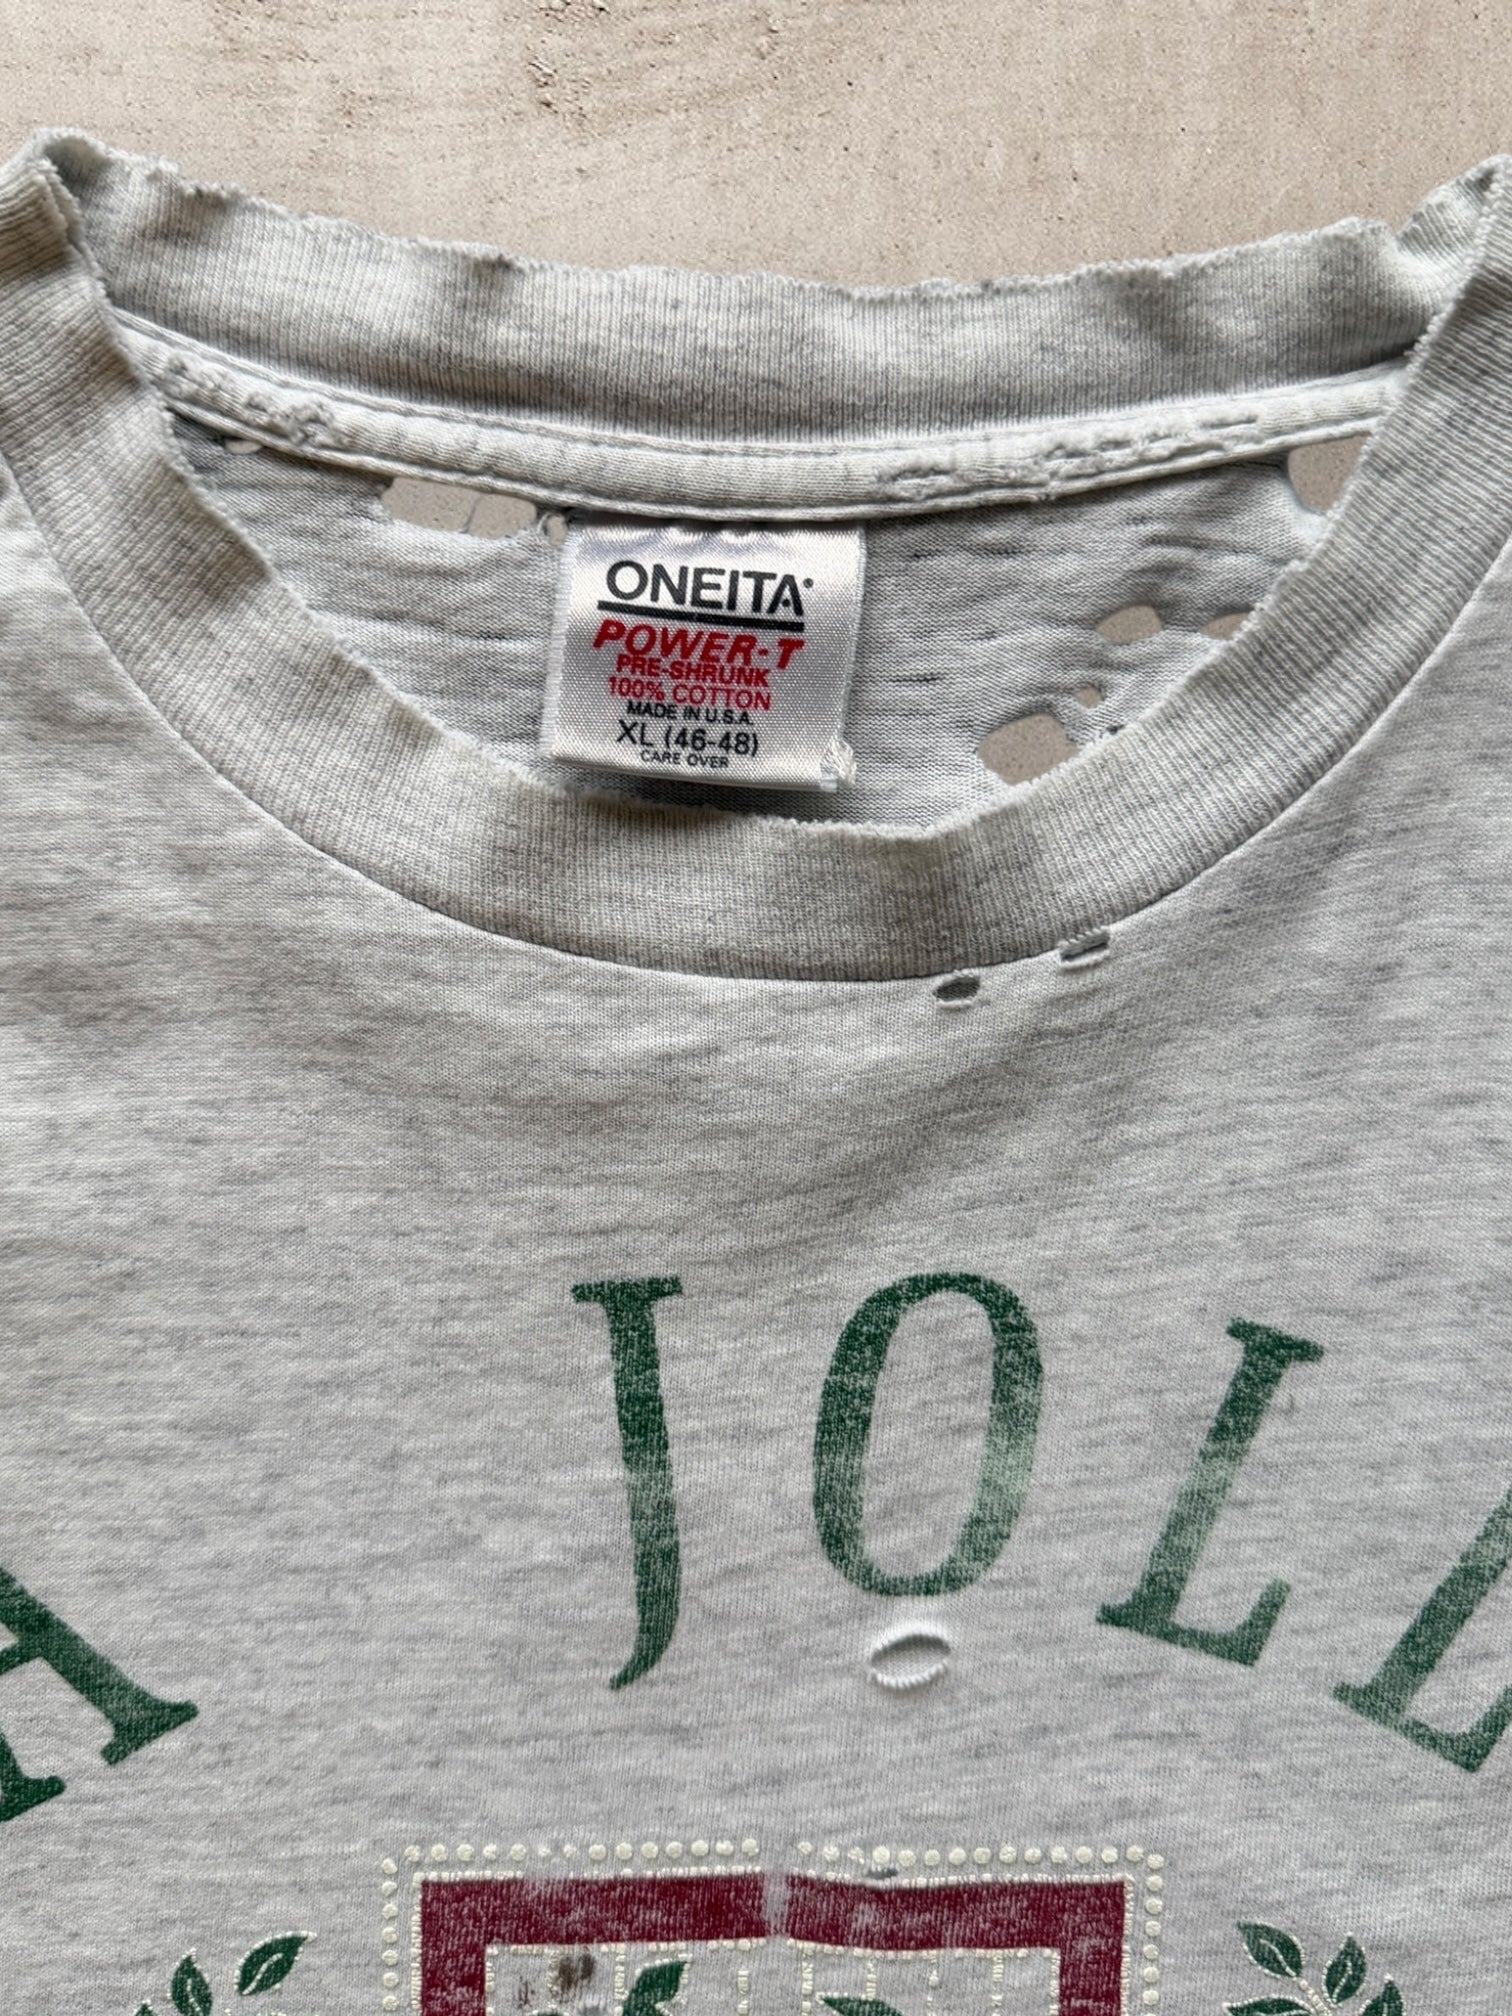 ONEITA®
POWER-T
PRE-SHRUNK
100% COTTON
MADE IN U.S.A.
XL (46-48)
CARE OVER
A JOLL